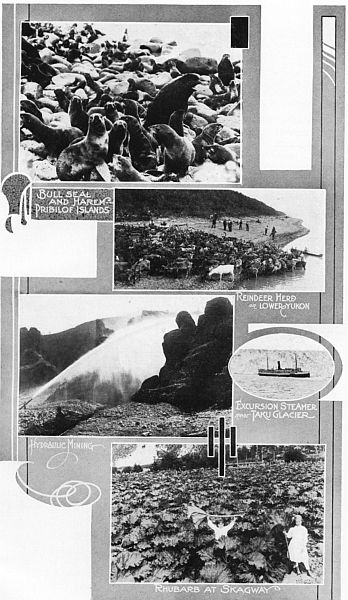 BULL SEAL
AND HAREM
PRIBILOF ISLANDS
REINDEER HERD
ON LOWER YUKON
EXCURSION STEAMER
NEAR TAKU GLACIER
HYDRAULIC MINING
RHUBARB AT SKAGWAY